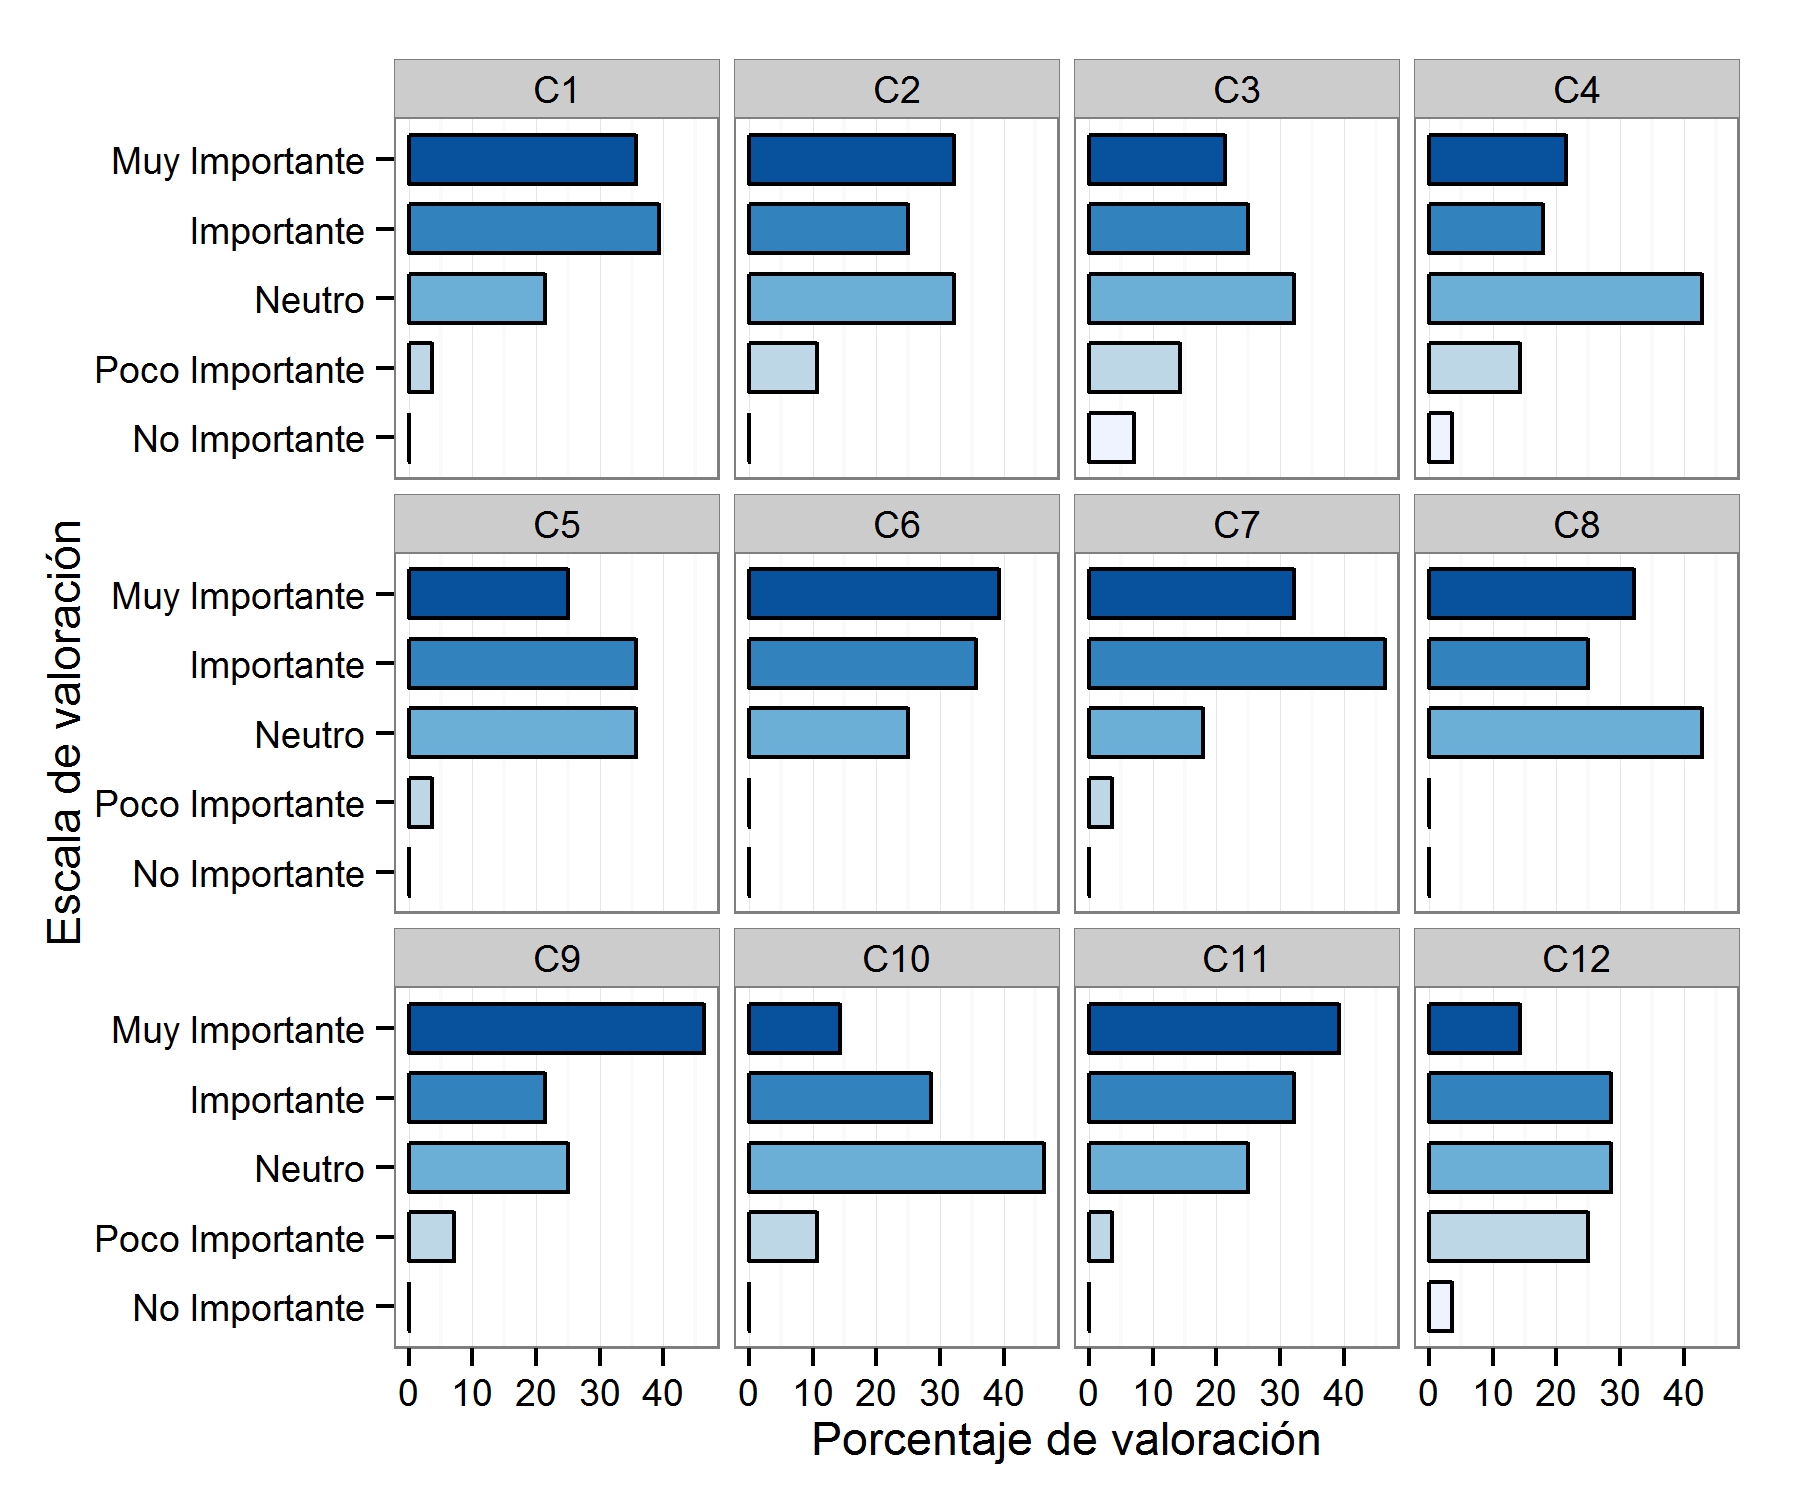 C1 C2 C3 C4
Muy Importante
Importante
Neutro
Poco Importante
No Importante
C5 C6 C7 C8
Muy Importante
Importante
Neutro
Poco Importante
No Importante
C9 C10 C11 C12
Muy Importante
Importante
Neutro
Poco Importante
No Importante
0 10 20 30 40 0 10 20 30 40 0 10 20 30 40 0 10 20 30 40
Porcentaje de valoración
Escala de valoración